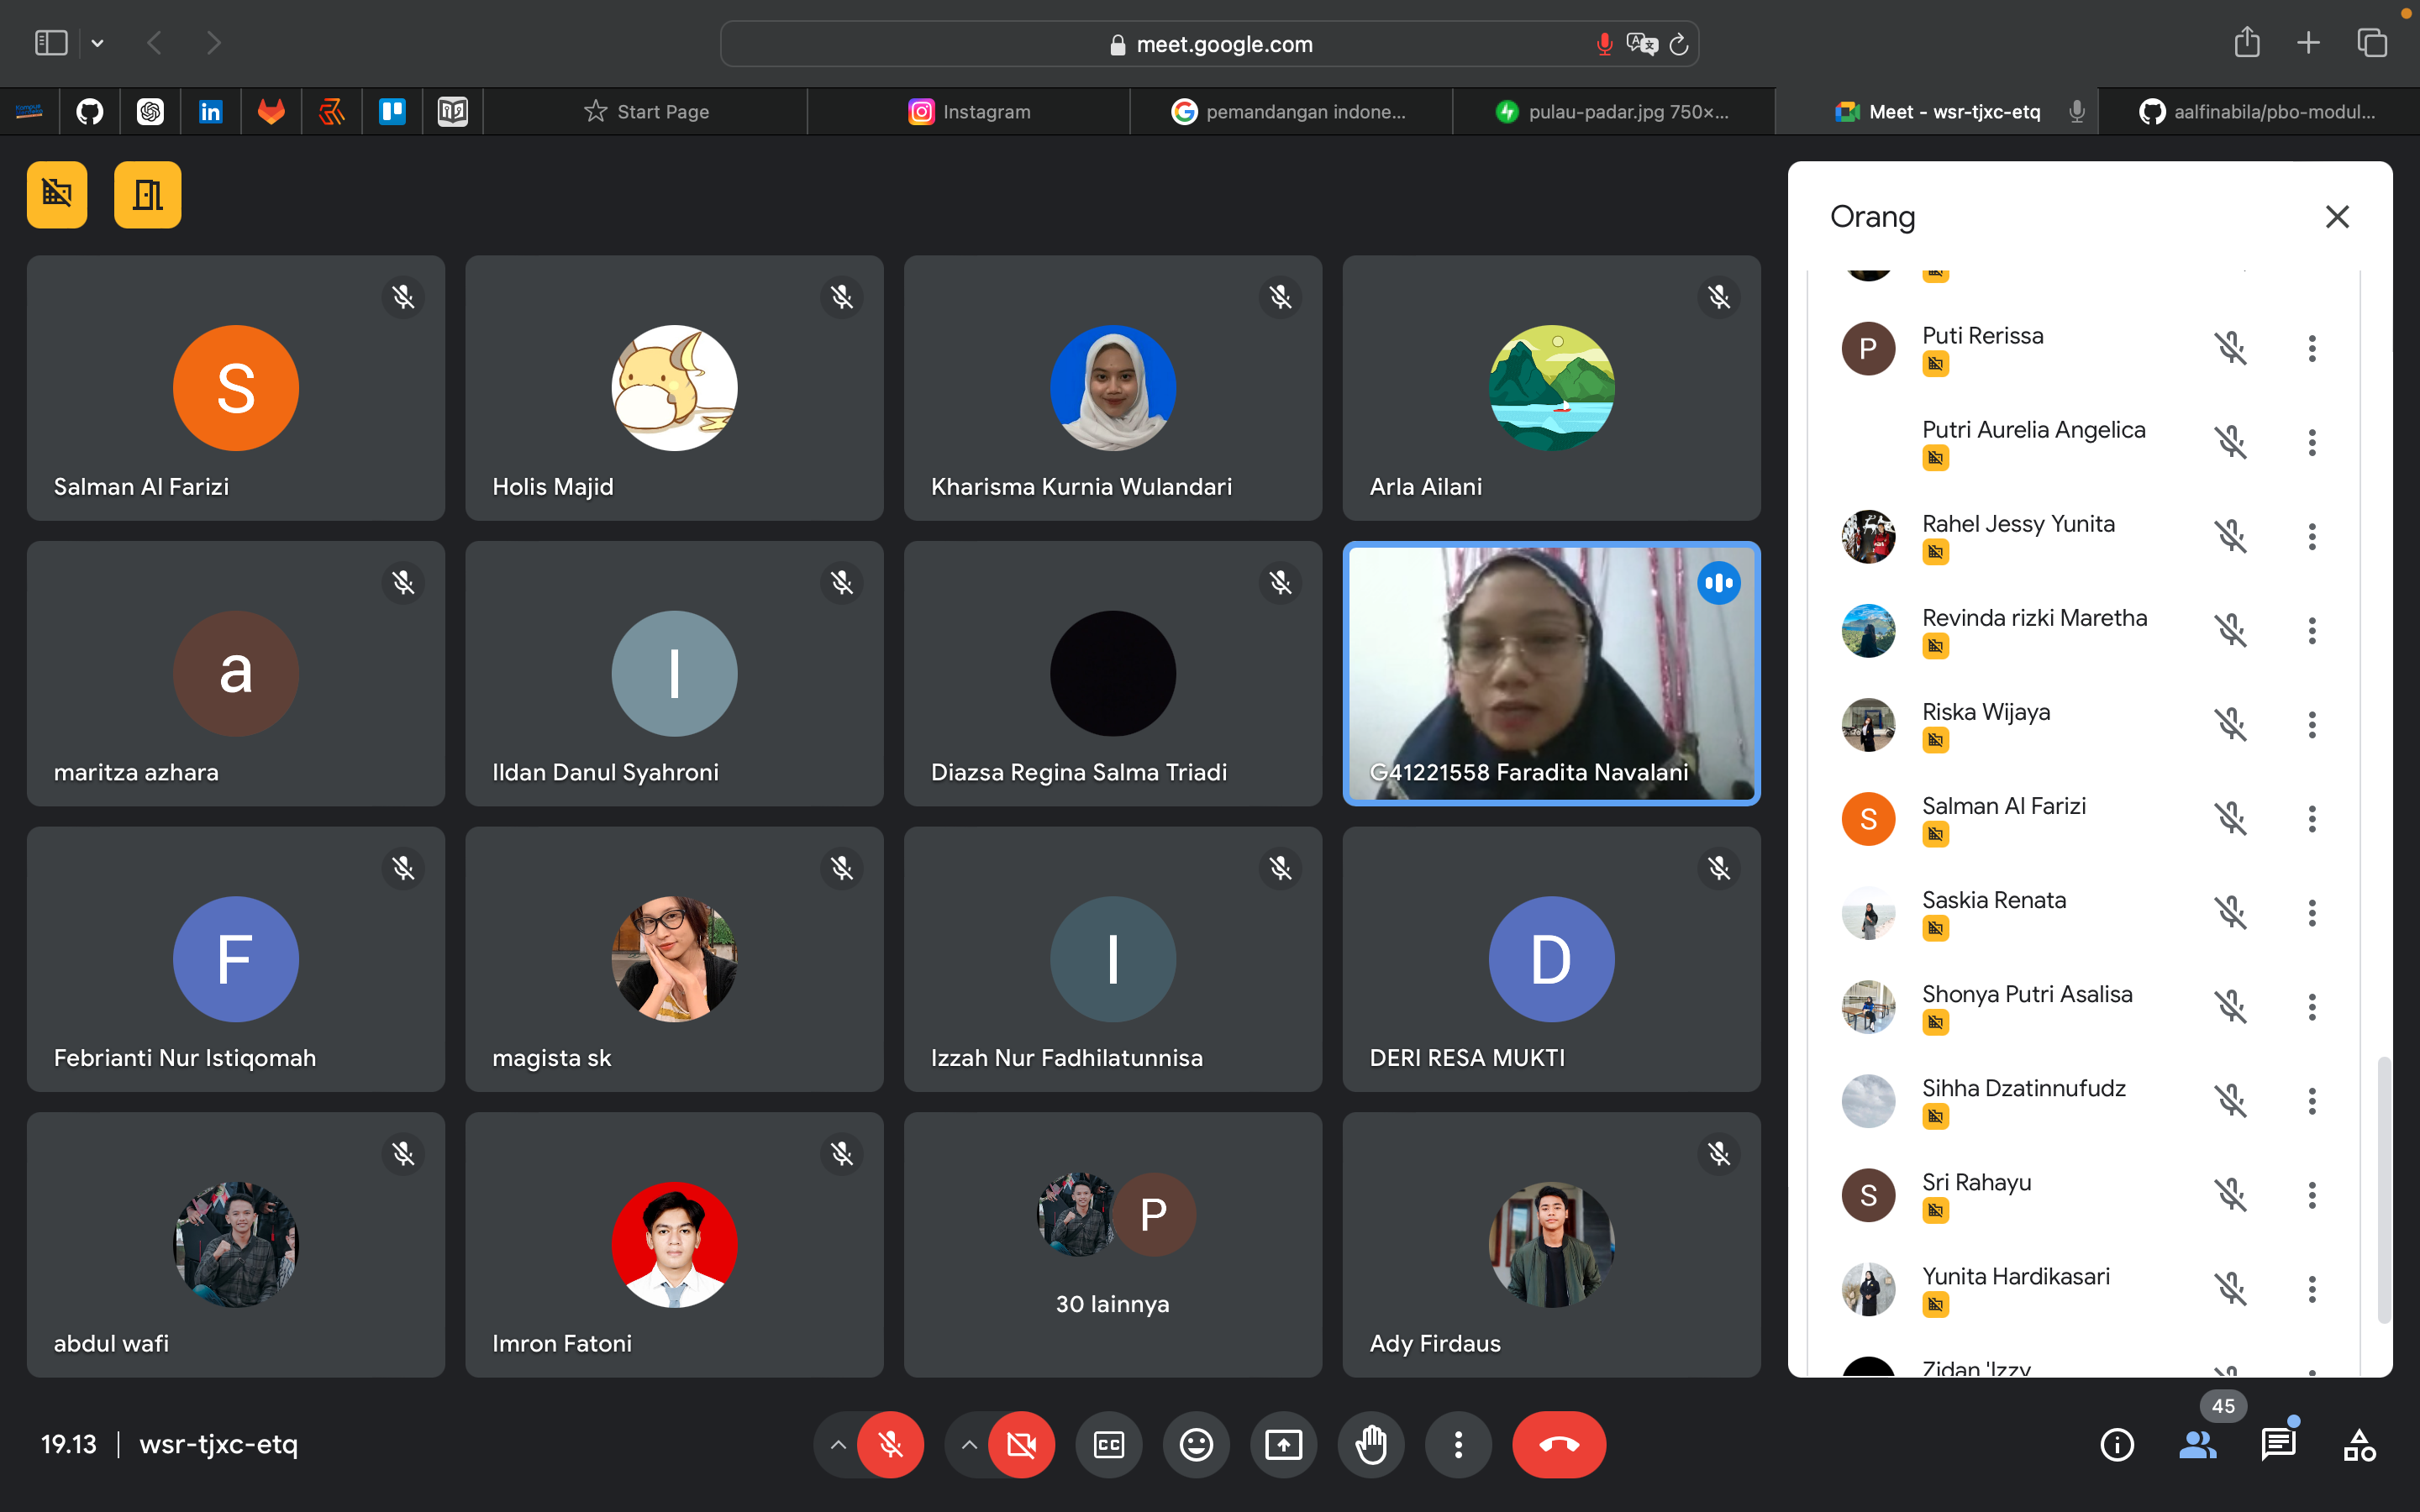 meet.google.com
Start Page
Instagram
pemandangan indone...
pulau-padar.jpg 750×...
Meet - wsr-tjxc-etq
aalfinabila/pbo-modul...
S
Salman Al Farizi
Holis Majid
Kharisma Kurnia Wulandari
Arla Ailani
a
maritza azhara
I
Ildan Danul Syahroni
Diazsa Regina Salma Triadi
G41221558 Faradita Navalani
F
Febrianti Nur Istiqomah
magista sk
I
Izzah Nur Fadhilatunnisa
D
DERI RESA MUKTI
abdul wafi
Imron Fatoni
P
30 lainnya
Ady Firdaus
Orang
P
Puti Rerissa
Putri Aurelia Angelica
Rahel Jessy Yunita
Revinda rizki Maretha
Riska Wijaya
S
Salman Al Farizi
Saskia Renata
Shonya Putri Asalisa
Sihha Dzatinnufudz
S
Sri Rahayu
Yunita Hardikasari
Zidan 'Izzy
19.13 | wsr-tjxc-etq
CC
45